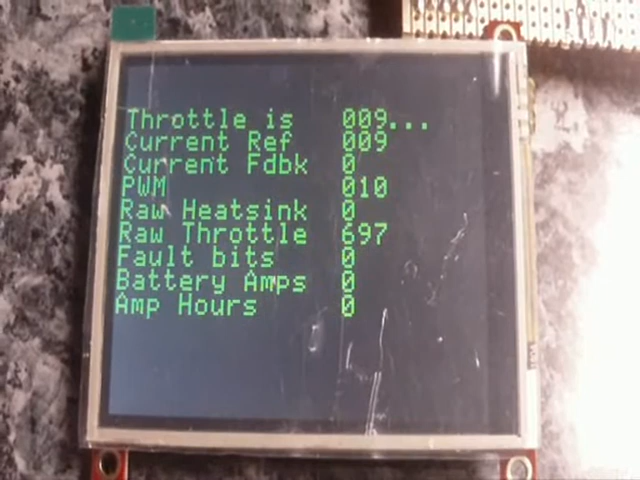 Throttle is 009...
Current Ref 009
Current Fdbk 0
PWM 010
Raw Heatsink 0
Raw Throttle 697
Fault bits 0
Battery Amps 0
Amp Hours 0